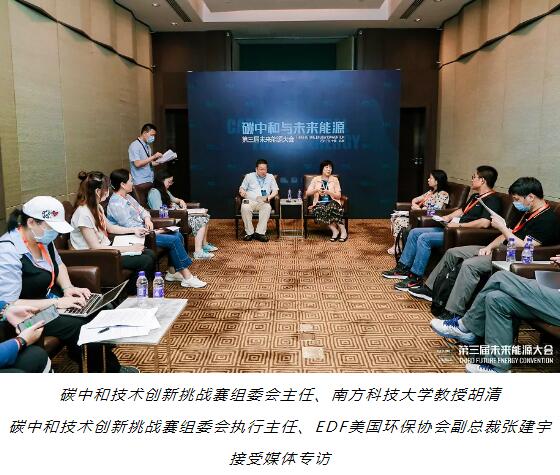 碳中和与未来能源
第三届未来能源大会
第三届未来能源大会
THIRD FUTURE ENERGY CONVENTION
碳中和技术创新挑战赛组委会主任、南方科技大学教授胡清
碳中和技术创新挑战赛组委会执行主任、EDF美国环保协会副总裁张建宇
接受媒体专访